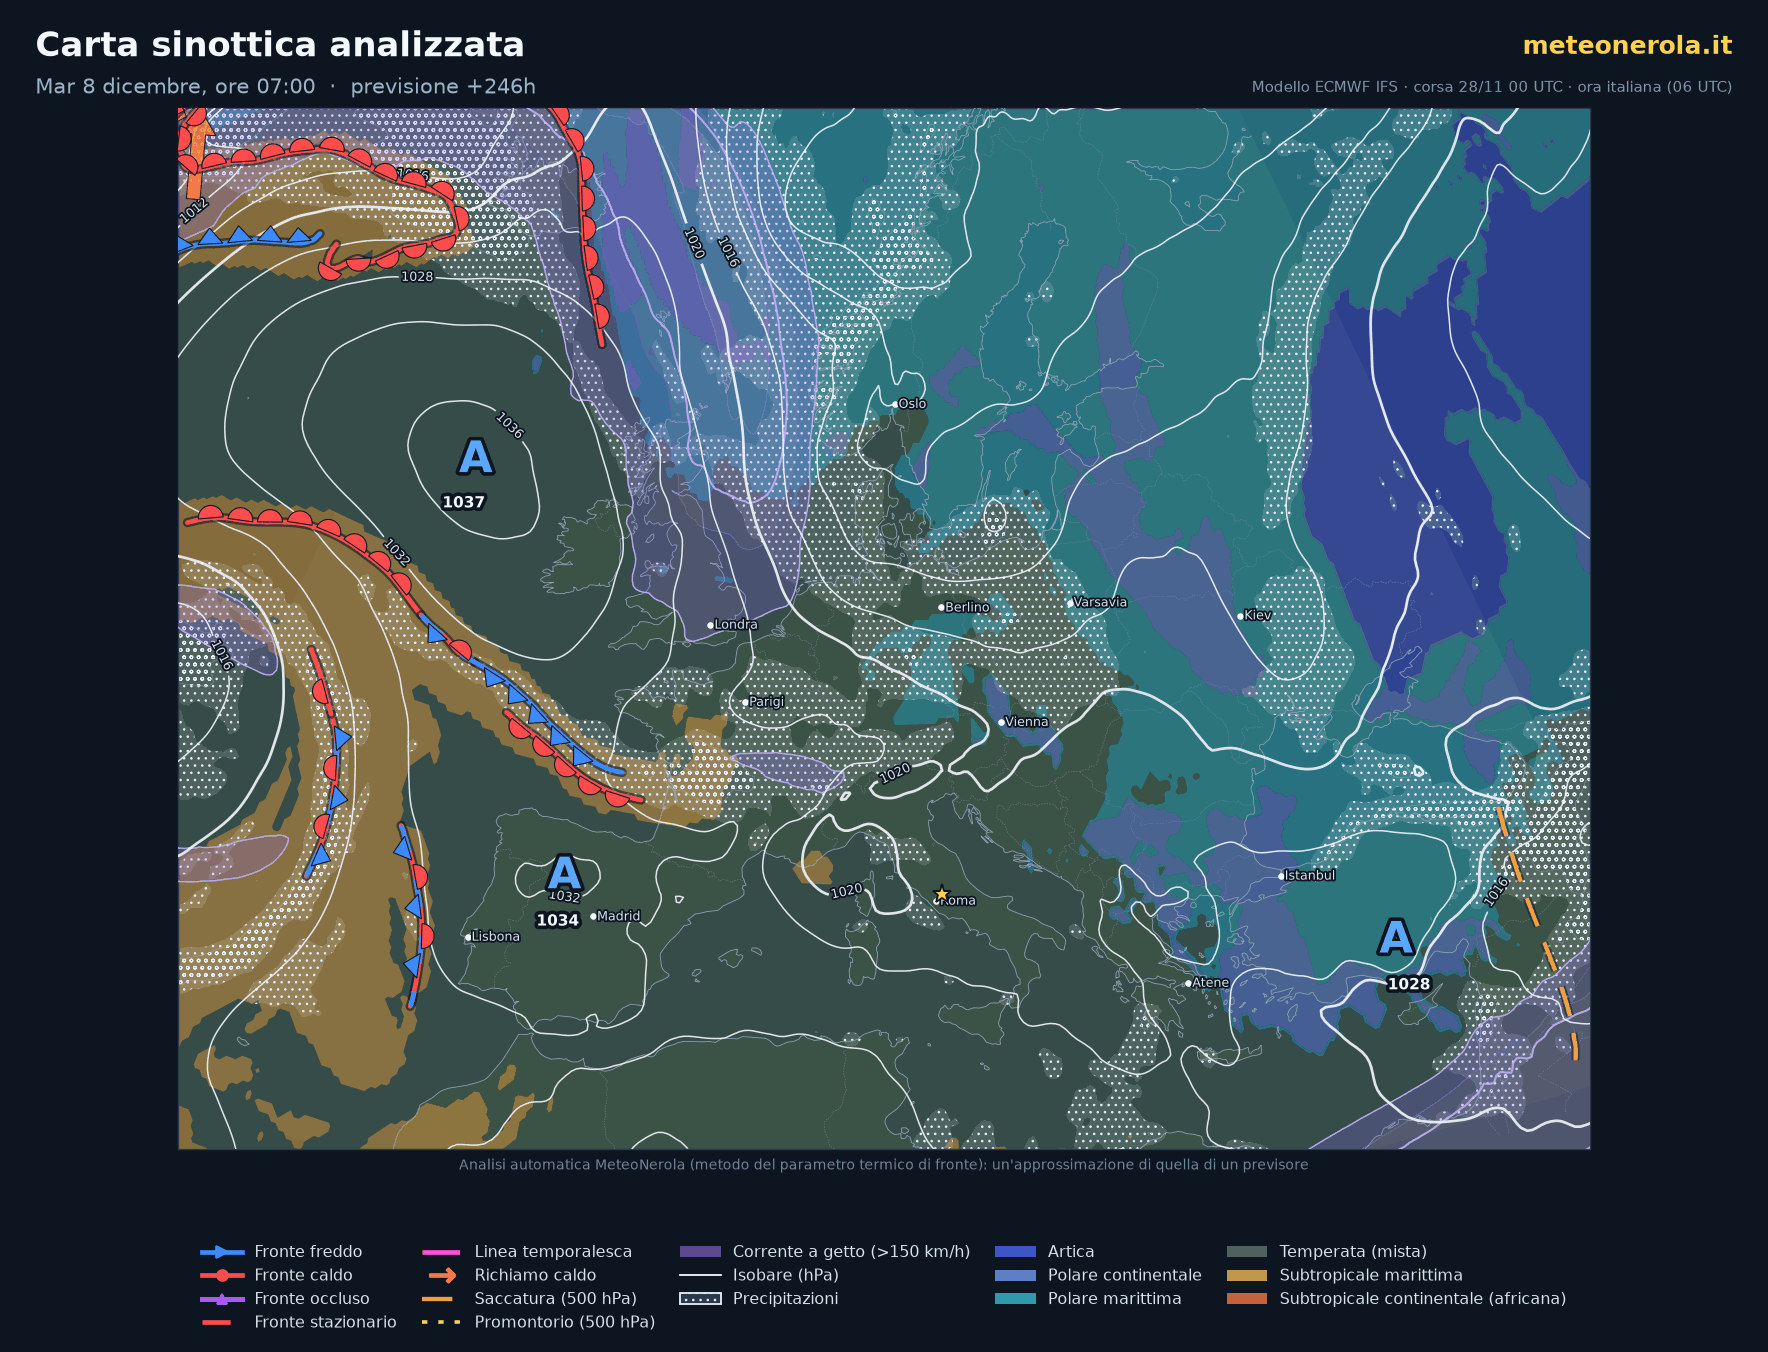 Carta sinottica analizzata
meteonerola.it
Mar 8 dicembre, ore 07:00 · previsione +246h
Modello ECMWF IFS · corsa 28/11 00 UTC · ora italiana (06 UTC)
1012
1028
1020
1016
Oslo
1036
A
1037
1032
Berlino
Varsavia
Kiev
Londra
1016
Parigi
Vienna
1020
A
1032
1034
Madrid
Lisbona
1020
Roma
Istanbul
1016
A
1028
Atene
Analisi automatica MeteoNerola (metodo del parametro termico di fronte): un'approssimazione di quella di un previsore
Fronte freddo
Fronte caldo
Fronte occluso
Fronte stazionario
Linea temporalesca
Richiamo caldo
Saccatura (500 hPa)
Promontorio (500 hPa)
Corrente a getto (>150 km/h)
Isobare (hPa)
Precipitazioni
Artica
Polare continentale
Polare marittima
Temperata (mista)
Subtropicale marittima
Subtropicale continentale (africana)